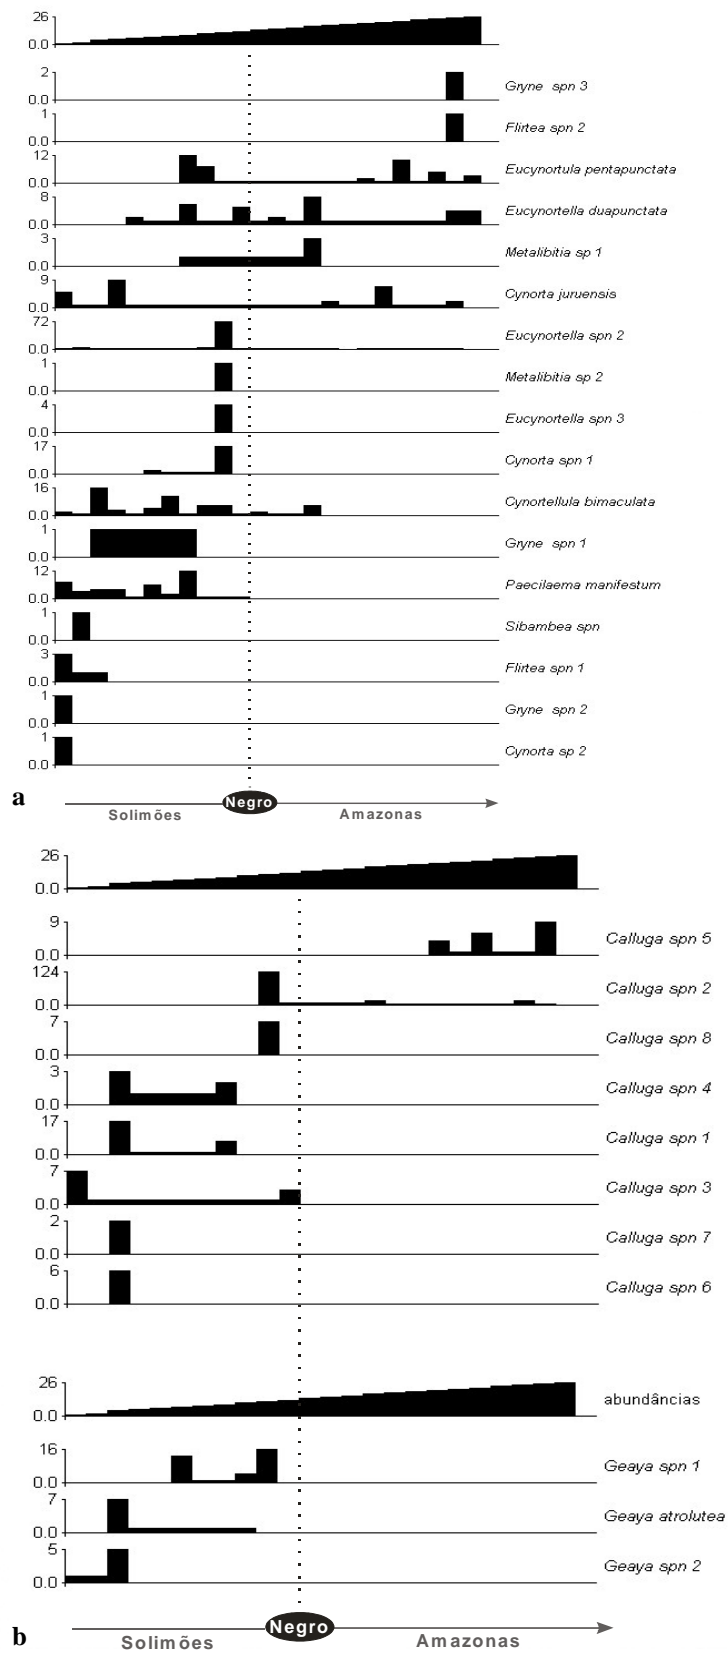 26
0.0
2
0.0
Gryne spn 3
1
0.0
Flirtea spn 2
12
0.0
Eucynortula pentapunctata
8
0.0
Eucynortella duapunctata
3
0.0
Metalibitia sp 1
9
0.0
Cynorta juruensis
72
0.0
Eucynortella spn 2
1
0.0
Metalibitia sp 2
4
0.0
Eucynortella spn 3
17
0.0
Cynorta spn 1
16
0.0
Cynortellula bimaculata
1
0.0
Gryne spn 1
12
0.0
Paecilaema manifestum
1
0.0
Sibambea spn
3
0.0
Flirtea spn 1
1
0.0
Gryne spn 2
1
0.0
Cynorta sp 2
a
Solimões Negro Amazonas
26
0.0
9
0.0
Calluga spn 5
124
0.0
Calluga spn 2
7
0.0
Calluga spn 8
3
0.0
Calluga spn 4
17
0.0
Calluga spn 1
7
0.0
Calluga spn 3
2
0.0
Calluga spn 7
6
0.0
Calluga spn 6
26
0.0
abundâncias
16
0.0
Geaya spn 1
7
0.0
Geaya atrolutea
5
0.0
Geaya spn 2
b
Solimões Negro Amazonas